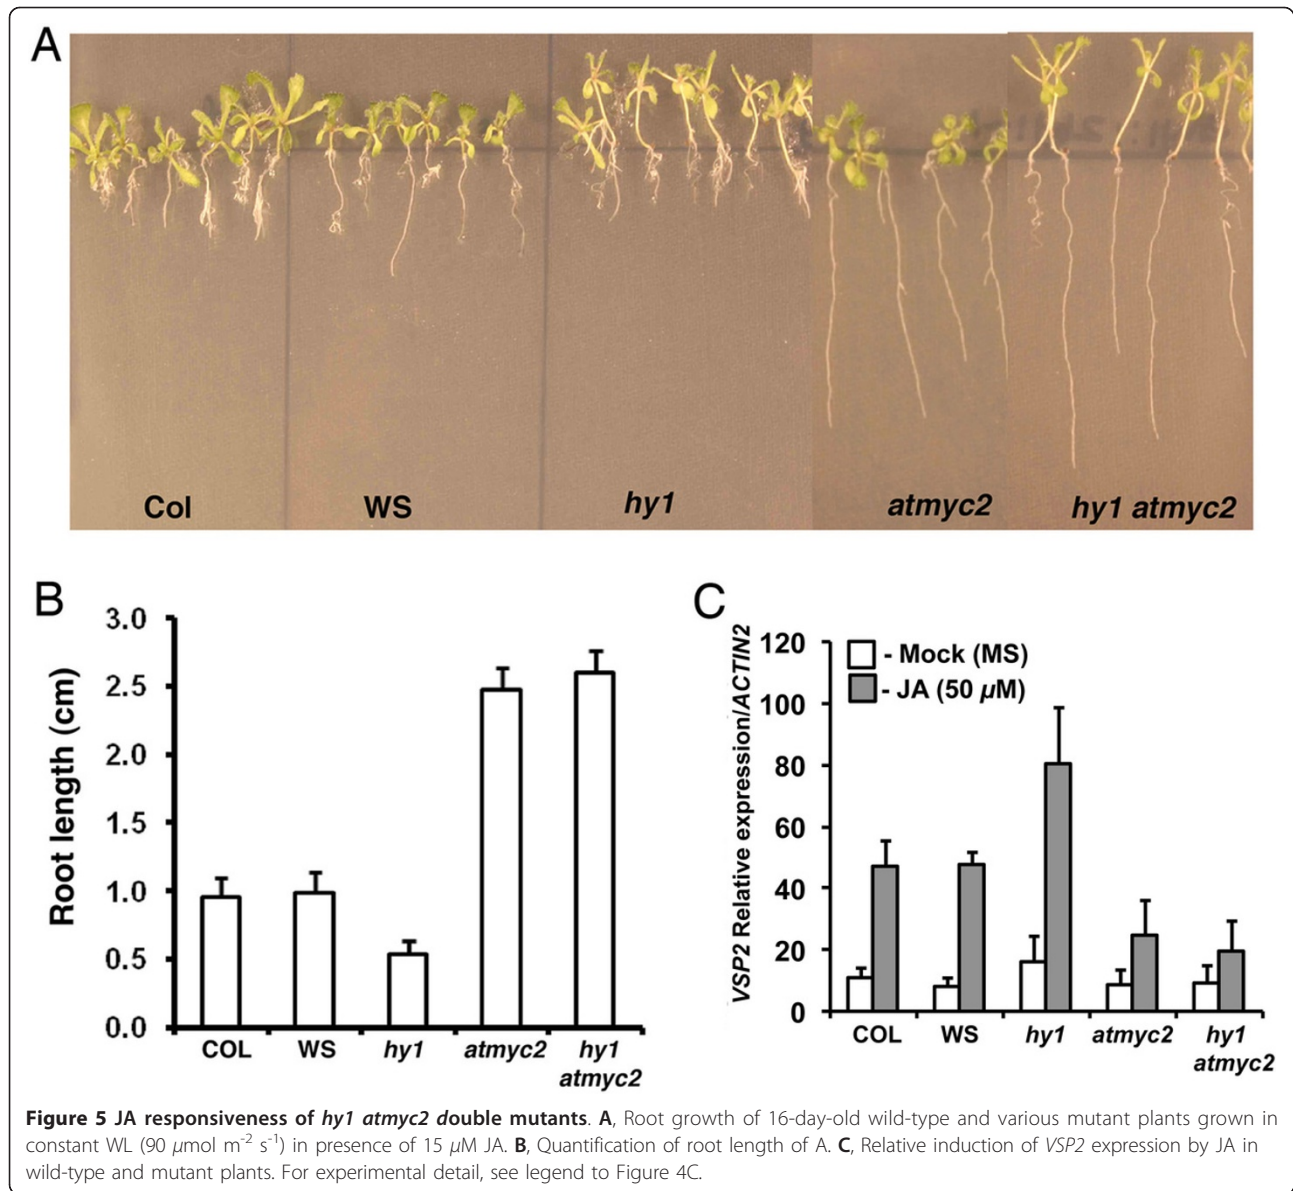 A
Col
WS
hy1
atmyc2
hy1 atmyc2
B
Root length (cm)
3.0
2.5
2.0
1.5
1.0
0.5
0.0
COL
WS
hy1
atmyc2
hy1
atmyc2
C
VSP2 Relative expression/ACTIN2
120
100
80
60
40
20
0
- Mock (MS)
- JA (50 µM)
COL
WS
hy1
atmyc2
hy1
atmyc2
Figure 5 JA responsiveness of hy1 atmyc2 double mutants. A, Root growth of 16-day-old wild-type and various mutant plants grown in
constant WL (90 µmol m⁻² s⁻¹) in presence of 15 µM JA. B, Quantification of root length of A. C, Relative induction of VSP2 expression by JA in
wild-type and mutant plants. For experimental detail, see legend to Figure 4C.